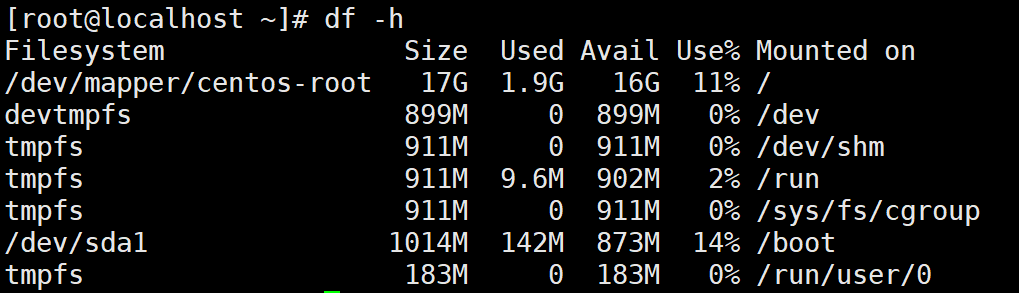 [root@localhost ~]# df -h
Filesystem               Size  Used Avail Use% Mounted on
/dev/mapper/centos-root   17G  1.9G   16G  11% /
devtmpfs                 899M     0  899M   0% /dev
tmpfs                    911M     0  911M   0% /dev/shm
tmpfs                    911M  9.6M  902M   2% /run
tmpfs                    911M     0  911M   0% /sys/fs/cgroup
/dev/sda1               1014M  142M  873M  14% /boot
tmpfs                    183M     0  183M   0% /run/user/0